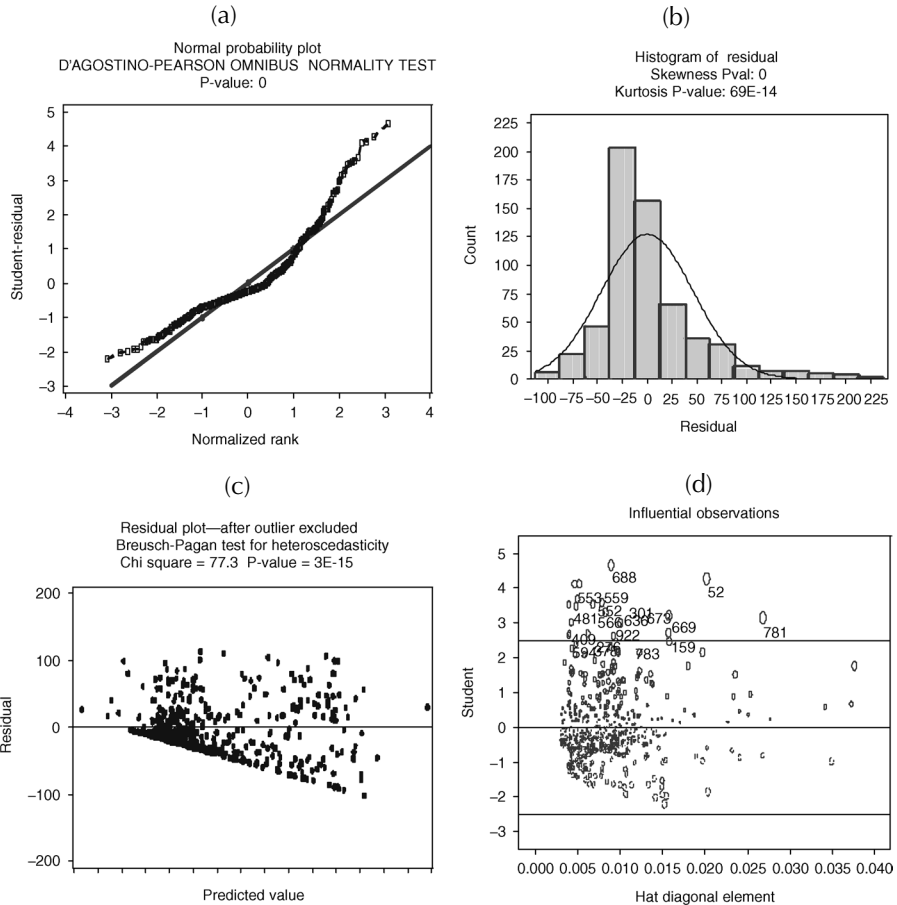 (a)
Normal probability plot
D'AGOSTINO-PEARSON OMNIBUS NORMALITY TEST
P-value: 0
5
4
3
2
1
0
−1
−2
−3
Student-residual
−4 −3 −2 −1 0 1 2 3 4
Normalized rank
(b)
Histogram of residual
Skewness Pval: 0
Kurtosis P-value: 69E-14
225
200
175
150
125
100
75
50
25
0
Count
−100 −75 −50 −25 0 25 50 75 100 125 150 175 200 225
Residual
(c)
Residual plot—after outlier excluded
Breusch-Pagan test for heteroscedasticity
Chi square = 77.3 P-value = 3E-15
200
100
0
−100
−200
Residual
Predicted value
(d)
Influential observations
5
4
3
2
1
0
−1
−2
−3
Student
688
52
553 559
552 301
481 566 636 673
669
781
409 922
159
594 783
0.000 0.005 0.010 0.015 0.020 0.025 0.030 0.035 0.040
Hat diagonal element